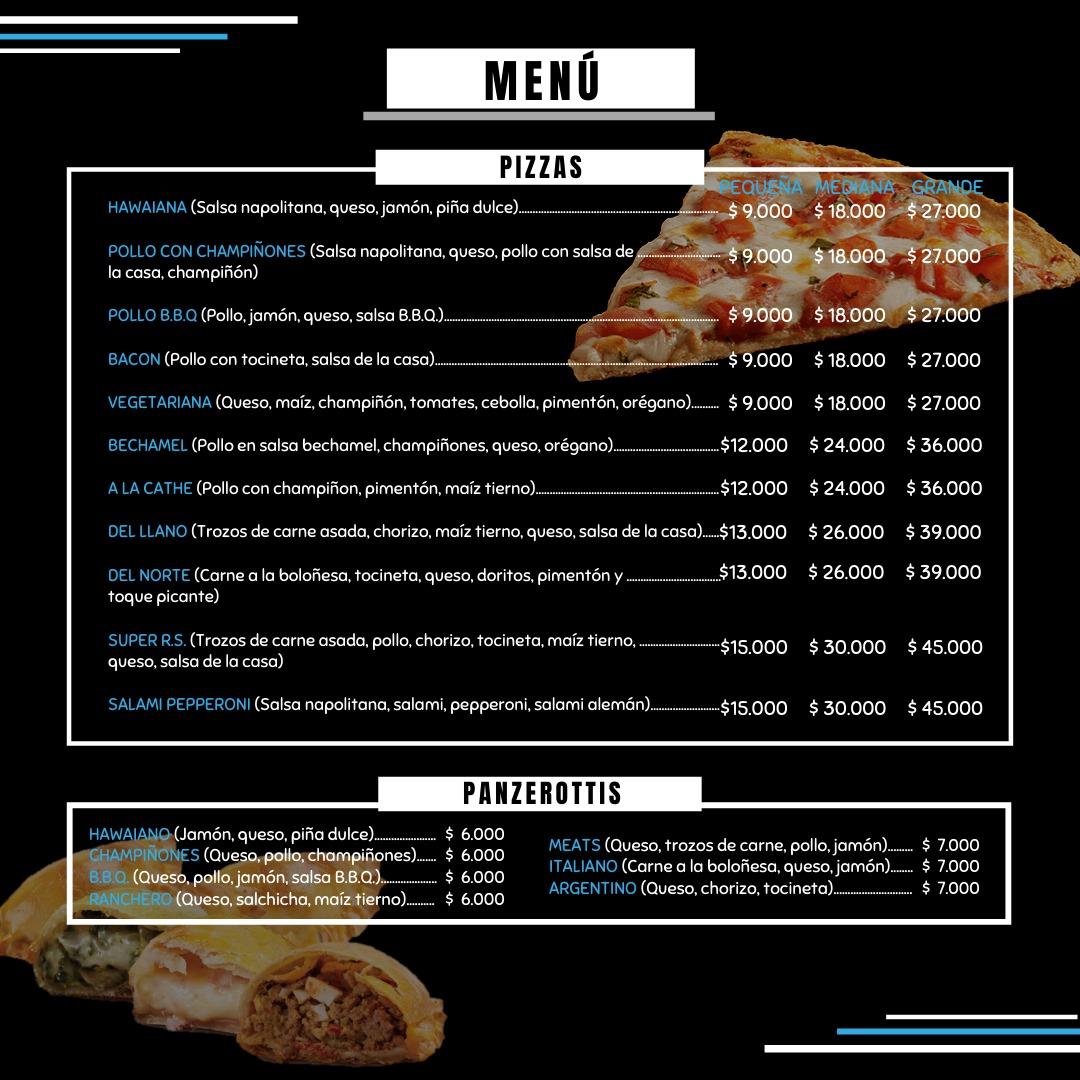 MENÚ
PIZZAS
PEQUEÑA MEDIANA GRANDE
HAWAIANA (Salsa napolitana, queso, jamón, piña dulce)........ $ 9.000 $ 18.000 $ 27.000
POLLO CON CHAMPIÑONES (Salsa napolitana, queso, pollo con salsa de ........ $ 9.000 $ 18.000 $ 27.000
la casa, champiñón)
POLLO B.B.Q (Pollo, jamón, queso, salsa B.B.Q.)........ $ 9.000 $ 18.000 $ 27.000
BACON (Pollo con tocineta, salsa de la casa)........ $ 9.000 $ 18.000 $ 27.000
VEGETARIANA (Queso, maíz, champiñón, tomates, cebolla, pimentón, orégano)........ $ 9.000 $ 18.000 $ 27.000
BECHAMEL (Pollo en salsa bechamel, champiñones, queso, orégano)........$12.000 $ 24.000 $ 36.000
A LA CATHE (Pollo con champiñon, pimentón, maíz tierno)........$12.000 $ 24.000 $ 36.000
DEL LLANO (Trozos de carne asada, chorizo, maíz tierno, queso, salsa de la casa).....$13.000 $ 26.000 $ 39.000
DEL NORTE (Carne a la boloñesa, tocineta, queso, doritos, pimentón y ........$13.000 $ 26.000 $ 39.000
toque picante)
SUPER R.S. (Trozos de carne asada, pollo, chorizo, tocineta, maíz tierno, ........$15.000 $ 30.000 $ 45.000
queso, salsa de la casa)
SALAMI PEPPERONI (Salsa napolitana, salami, pepperoni, salami alemán)........$15.000 $ 30.000 $ 45.000
PANZEROTTIS
HAWAIANO (Jamón, queso, piña dulce)........ $ 6.000
CHAMPIÑONES (Queso, pollo, champiñones)...... $ 6.000
B.B.Q. (Queso, pollo, jamón, salsa B.B.Q.)........ $ 6.000
RANCHERO (Queso, salchicha, maíz tierno)........ $ 6.000
MEATS (Queso, trozos de carne, pollo, jamón)........ $ 7.000
ITALIANO (Carne a la boloñesa, queso, jamón)....... $ 7.000
ARGENTINO (Queso, chorizo, tocineta)........ $ 7.000